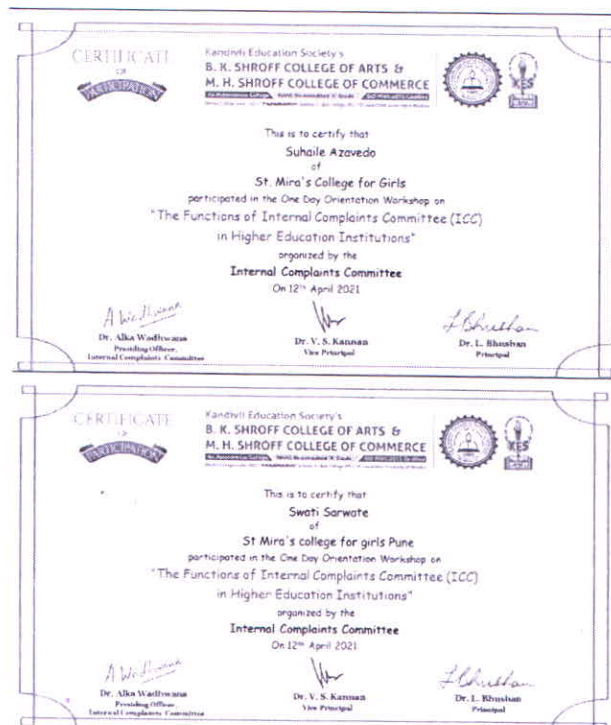 CERTIFICATE
OF
PARTICIPATION
Kandivli Education Society's
B. K. SHROFF COLLEGE OF ARTS &
M. H. SHROFF COLLEGE OF COMMERCE
KES
This is to certify that
Suhaile Azavedo
of
St. Mira's College for Girls
participated in the One Day Orientation Workshop on
"The Functions of Internal Complaints Committee (ICC)
in Higher Education Institutions"
organized by the
Internal Complaints Committee
On 12th April 2021
A Wadhwana
L Bhushan
Dr. Alka Wadhwana
Presiding Officer,
Internal Complaints Committee
Dr. V. S. Kannan
Vice Principal
Dr. L. Bhushan
Principal
CERTIFICATE
OF
PARTICIPATION
Kandivli Education Society's
B. K. SHROFF COLLEGE OF ARTS &
M. H. SHROFF COLLEGE OF COMMERCE
KES
This is to certify that
Swati Sarwate
of
St Mira's college for girls Pune
participated in the One Day Orientation Workshop on
"The Functions of Internal Complaints Committee (ICC)
in Higher Education Institutions"
organized by the
Internal Complaints Committee
On 12th April 2021
A Wadhwana
L Bhushan
Dr. Alka Wadhwana
Presiding Officer,
Internal Complaints Committee
Dr. V. S. Kannan
Vice Principal
Dr. L. Bhushan
Principal